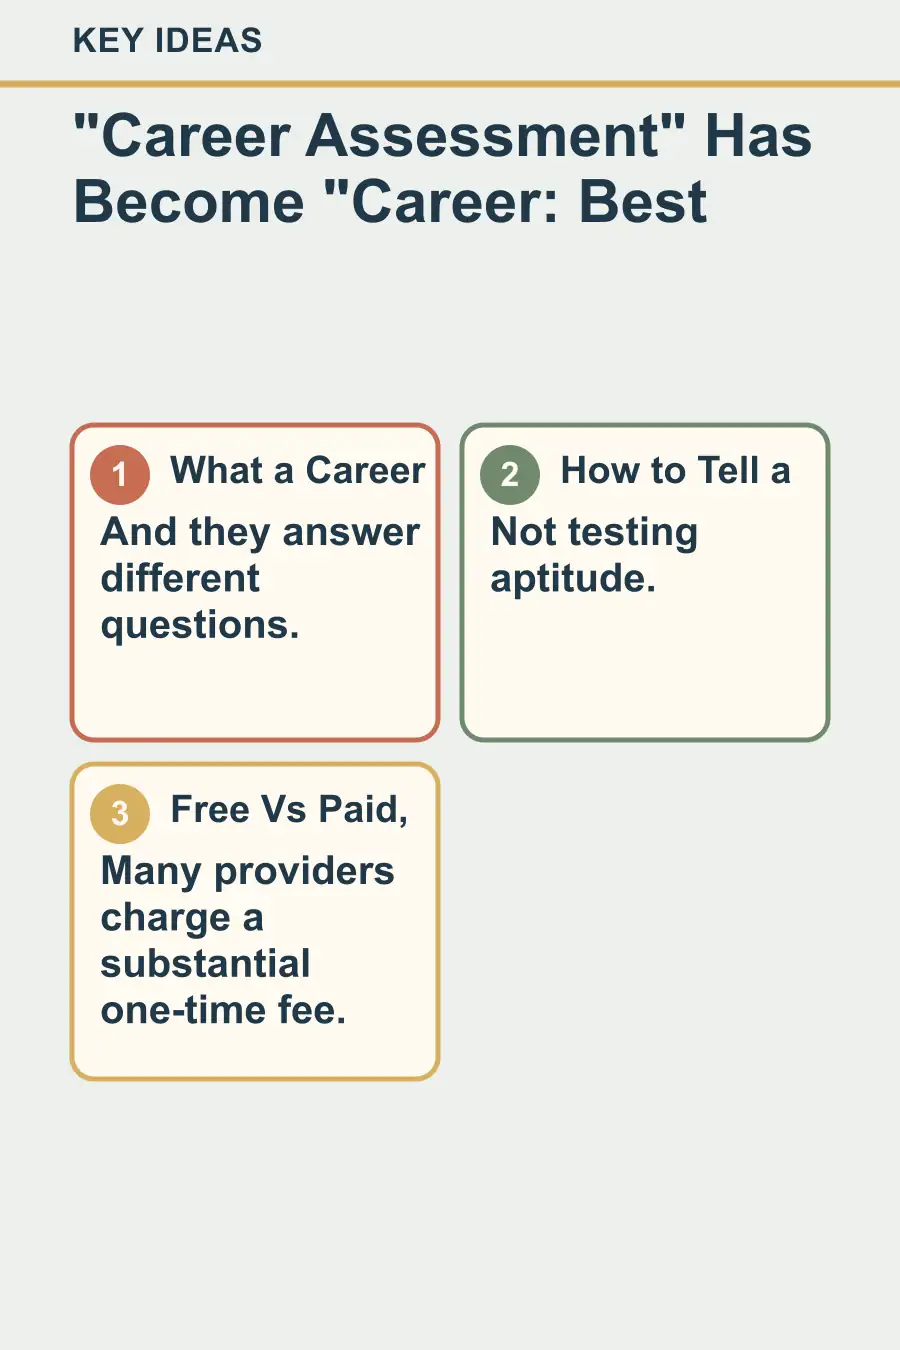 KEY IDEAS
"Career Assessment" Has
Become "Career: Best
1 What a Career
And they answer
different
questions.
2 How to Tell a
Not testing
aptitude.
3 Free Vs Paid,
Many providers
charge a
substantial
one-time fee.